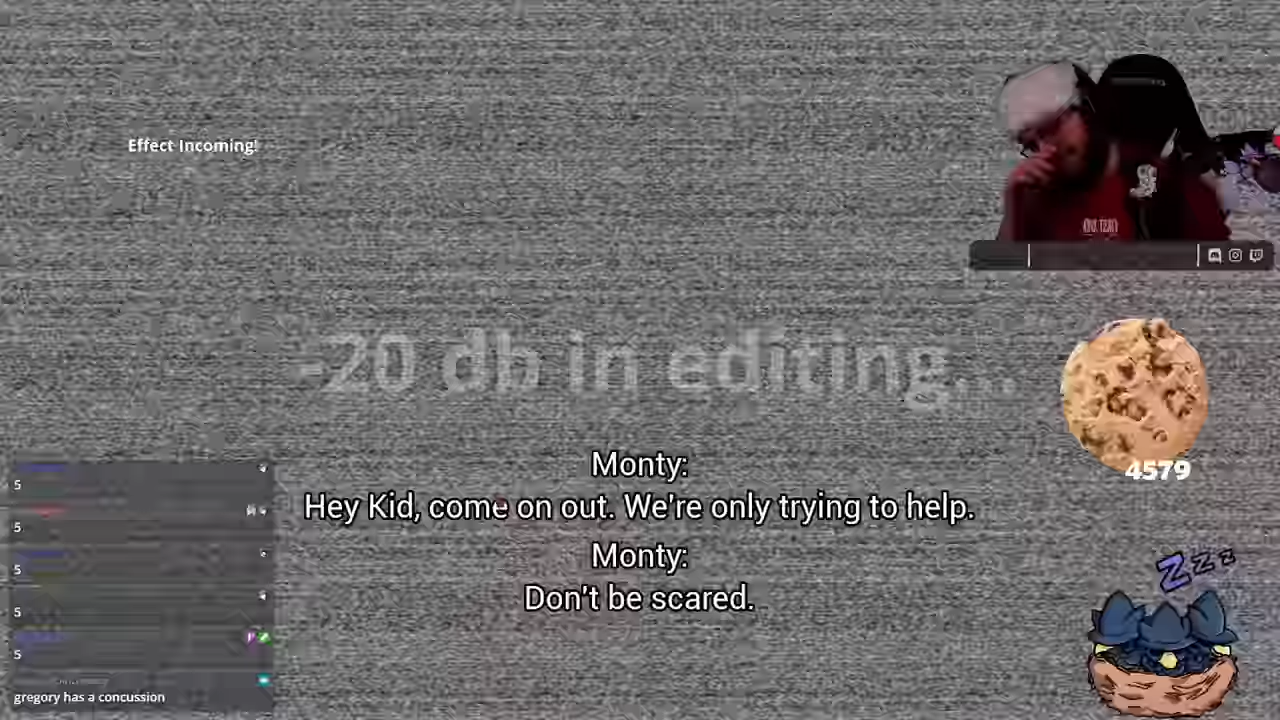 Effect Incoming!
-20 db in editing...
Monty:
Hey Kid, come on out. We're only trying to help.
Monty:
Don't be scared.
4579
Z z z
5
5
5
5
5
gregory has a concussion